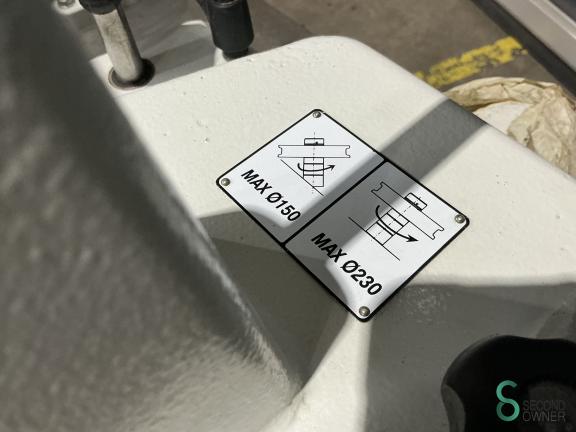 MAX Ø150
MAX Ø230
SECOND
OWNER